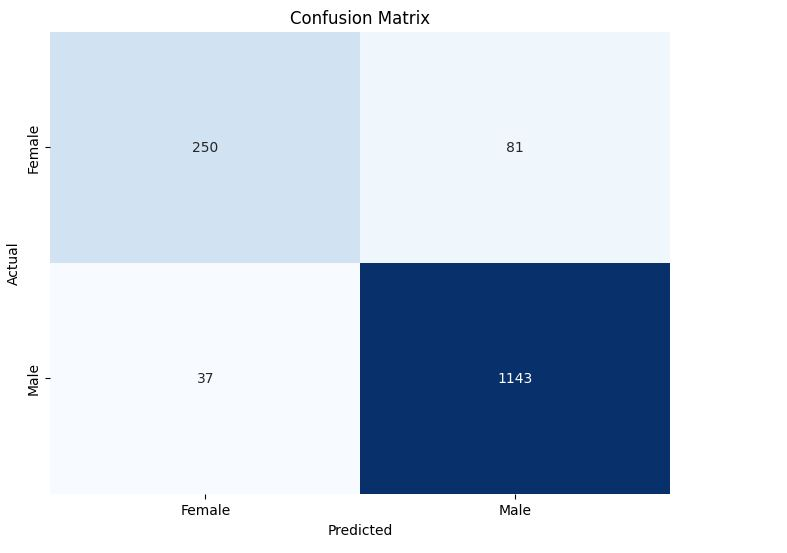 Confusion Matrix
Actual
Female
250
81
Male
37
1143
Female
Male
Predicted